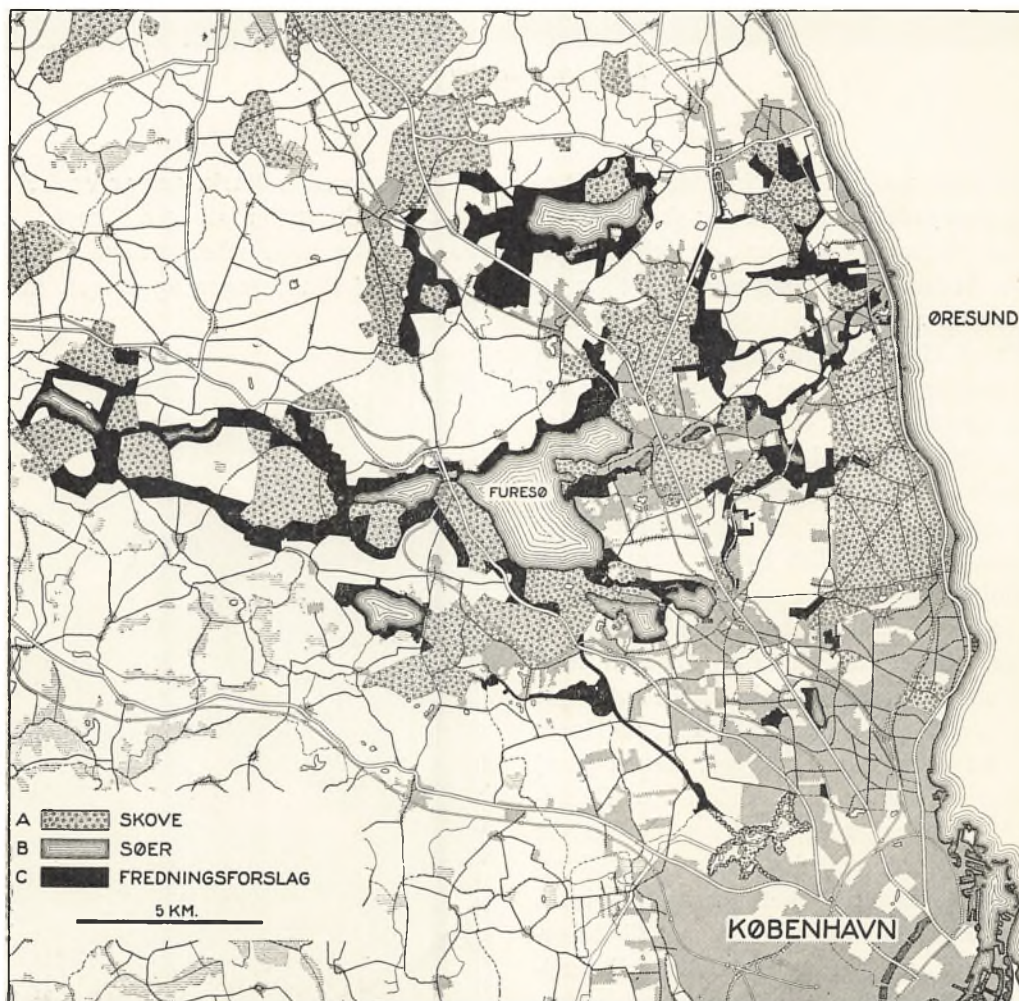 ØRESUND
FURESØ
A SKOVE
B SØER
C FREDNINGSFORSLAG
5 KM.
KØBENHAVN